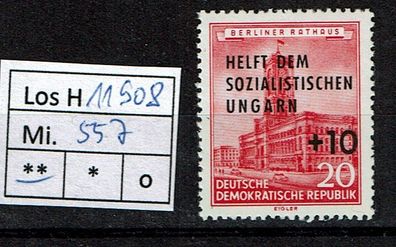 Los H 11508
Mi. 557
** * o
BERLINER RATHAUS
HELFT DEM
SOZIALISTISCHEN
UNGARN
+10
20
DEUTSCHE
DEMOKRATISCHE REPUBLIK
EIGLER